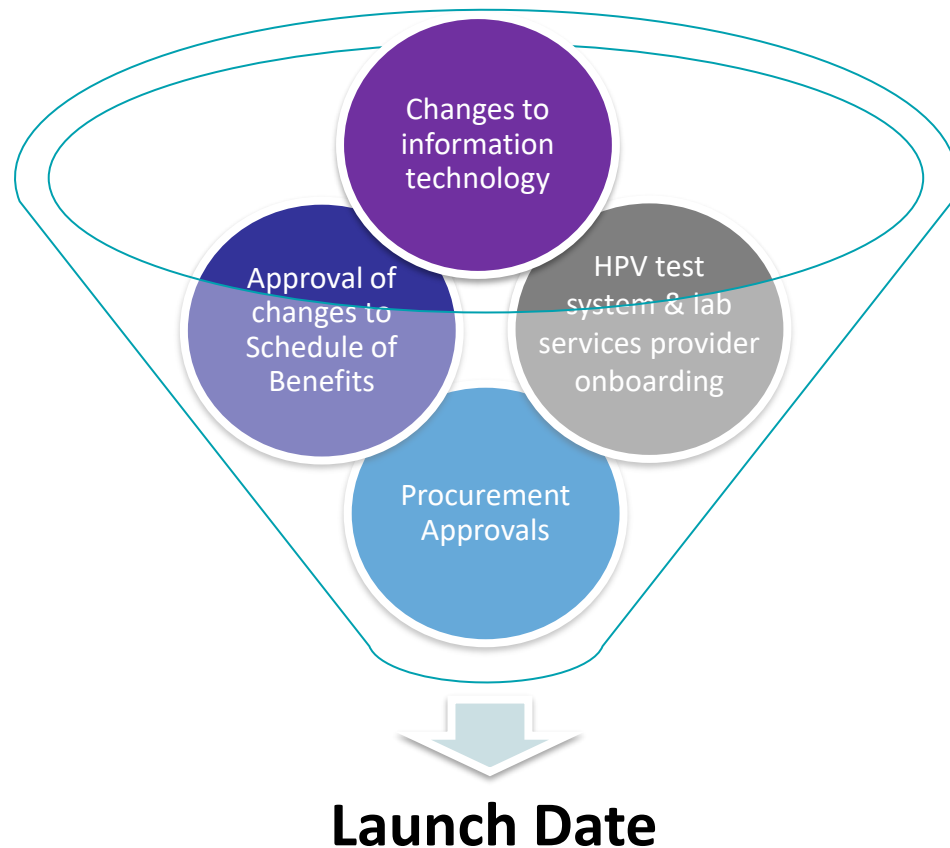 Changes to
information
technology
Approval of
changes to
Schedule of
Benefits
HPV test
system & lab
services provider
onboarding
Procurement
Approvals
Launch Date